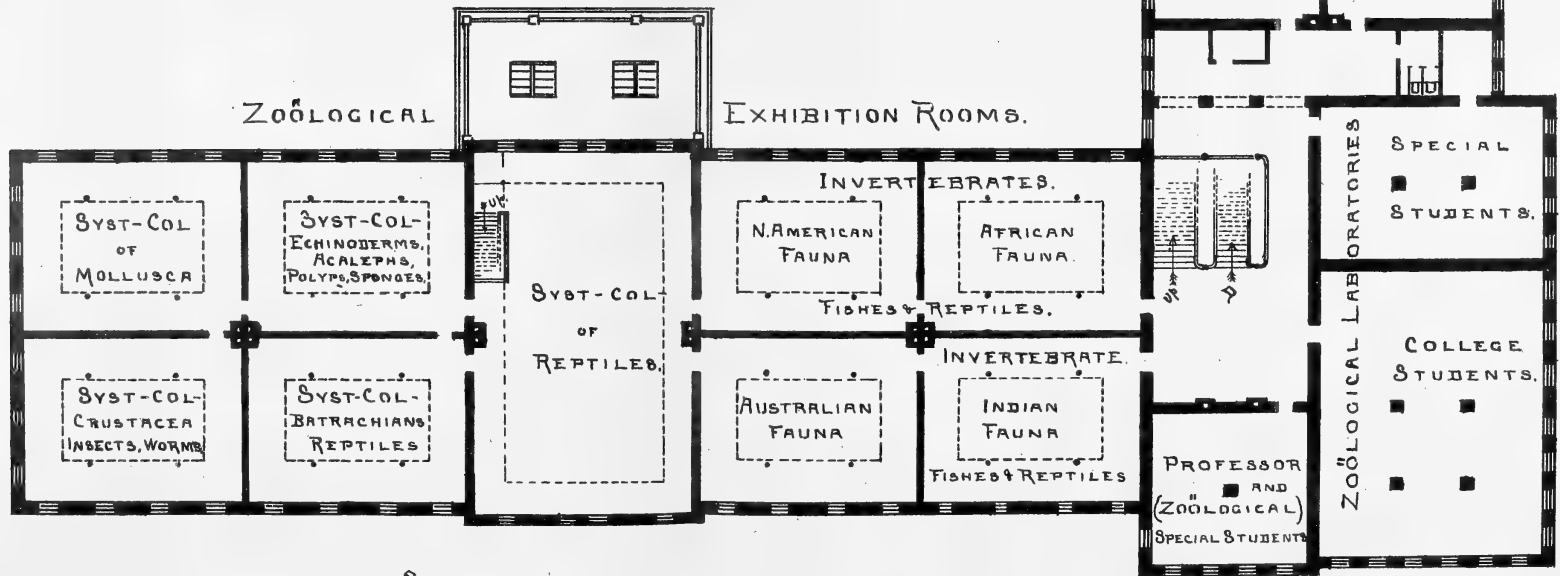 ZOÖLOGICAL EXHIBITION ROOMS.
SYST-COL
OF
MOLLUSCA
SYST-COL-
ECHINODERMS,
ACALEPHS,
POLYPS, SPONGES,
SYST-COL-
CRUSTACEA
INSECTS, WORMS
SYST-COL-
BATRACHIANS
REPTILES
UP
SYST-COL-
OF
REPTILES.
INVERTEBRATES.
N. AMERICAN
FAUNA
AFRICAN
FAUNA.
FISHES & REPTILES.
AUSTRALIAN
FAUNA
INVERTEBRATE.
INDIAN
FAUNA
FISHES & REPTILES
UP
D
PROFESSOR
AND
(ZOÖLOGICAL)
SPECIAL STUDENTS
ZOÖLOGICAL LABORATORIES
SPECIAL
STUDENTS.
COLLEGE
STUDENTS.